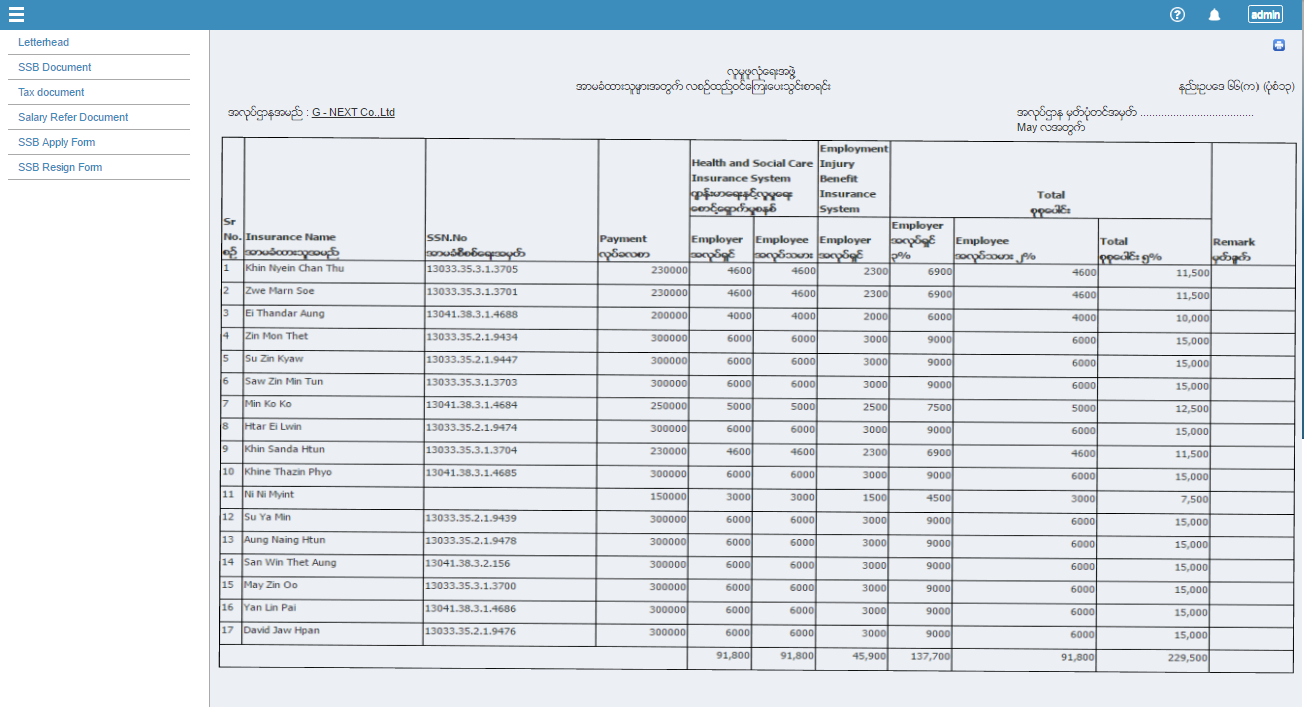 admin
Letterhead
SSB Document
Tax document
Salary Refer Document
SSB Apply Form
SSB Resign Form
လူမှုဖူလုံရေးအဖွဲ့
အာမခံထားသူများအတွက် လစဉ်ထည့်ဝင်ကြေးပေးသွင်းစာရင်း
နည်းဥပဒေ ၆၆(က)၊ (ပုံစံ၁၃)
အလုပ်ဌာနအမည် : G - NEXT Co.,Ltd
အလုပ်ဌာန မှတ်ပုံတင်အမှတ် ......................................
May လအတွက်
Sr No. စဉ် Insurance Name အာမခံထားသူအမည် SSN.No အာမခံစိစစ်ရေးအမှတ် Payment လုပ်ခလစာ Health and Social Care Insurance System ကျန်းမာရေးနှင့်လူမှုရေး စောင့်ရှောက်မှုစနစ် Employment Injury Benefit Insurance System Total စုစုပေါင်း Remark မှတ်ချက်
Employer အလုပ်ရှင် Employee အလုပ်သမား Employer အလုပ်ရှင် Employer အလုပ်ရှင် ၃% Employee အလုပ်သမား ၂% Total စုစုပေါင်း ၅%
1 Khin Nyein Chan Thu 13033.35.3.1.3705 230000 4600 4600 2300 6900 4600 11,500
2 Zwe Marn Soe 13033.35.3.1.3701 230000 4600 4600 2300 6900 4600 11,500
3 Ei Thandar Aung 13041.38.3.1.4688 200000 4000 4000 2000 6000 4000 10,000
4 Zin Mon Thet 13033.35.2.1.9434 300000 6000 6000 3000 9000 6000 15,000
5 Su Zin Kyaw 13033.35.2.1.9447 300000 6000 6000 3000 9000 6000 15,000
6 Saw Zin Min Tun 13033.35.3.1.3703 300000 6000 6000 3000 9000 6000 15,000
7 Min Ko Ko 13041.38.3.1.4684 250000 5000 5000 2500 7500 5000 12,500
8 Htar Ei Lwin 13033.35.2.1.9474 300000 6000 6000 3000 9000 6000 15,000
9 Khin Sanda Htun 13033.35.3.1.3704 230000 4600 4600 2300 6900 4600 11,500
10 Khine Thazin Phyo 13041.38.3.1.4685 300000 6000 6000 3000 9000 6000 15,000
11 Ni Ni Myint 150000 3000 3000 1500 4500 3000 7,500
12 Su Ya Min 13033.35.2.1.9439 300000 6000 6000 3000 9000 6000 15,000
13 Aung Naing Htun 13033.35.2.1.9478 300000 6000 6000 3000 9000 6000 15,000
14 San Win Thet Aung 13041.38.3.2.156 300000 6000 6000 3000 9000 6000 15,000
15 May Zin Oo 13033.35.3.1.3700 300000 6000 6000 3000 9000 6000 15,000
16 Yan Lin Pai 13041.38.3.1.4686 300000 6000 6000 3000 9000 6000 15,000
17 David Jaw Hpan 13033.35.2.1.9476 300000 6000 6000 3000 9000 6000 15,000
91,800 91,800 45,900 137,700 91,800 229,500